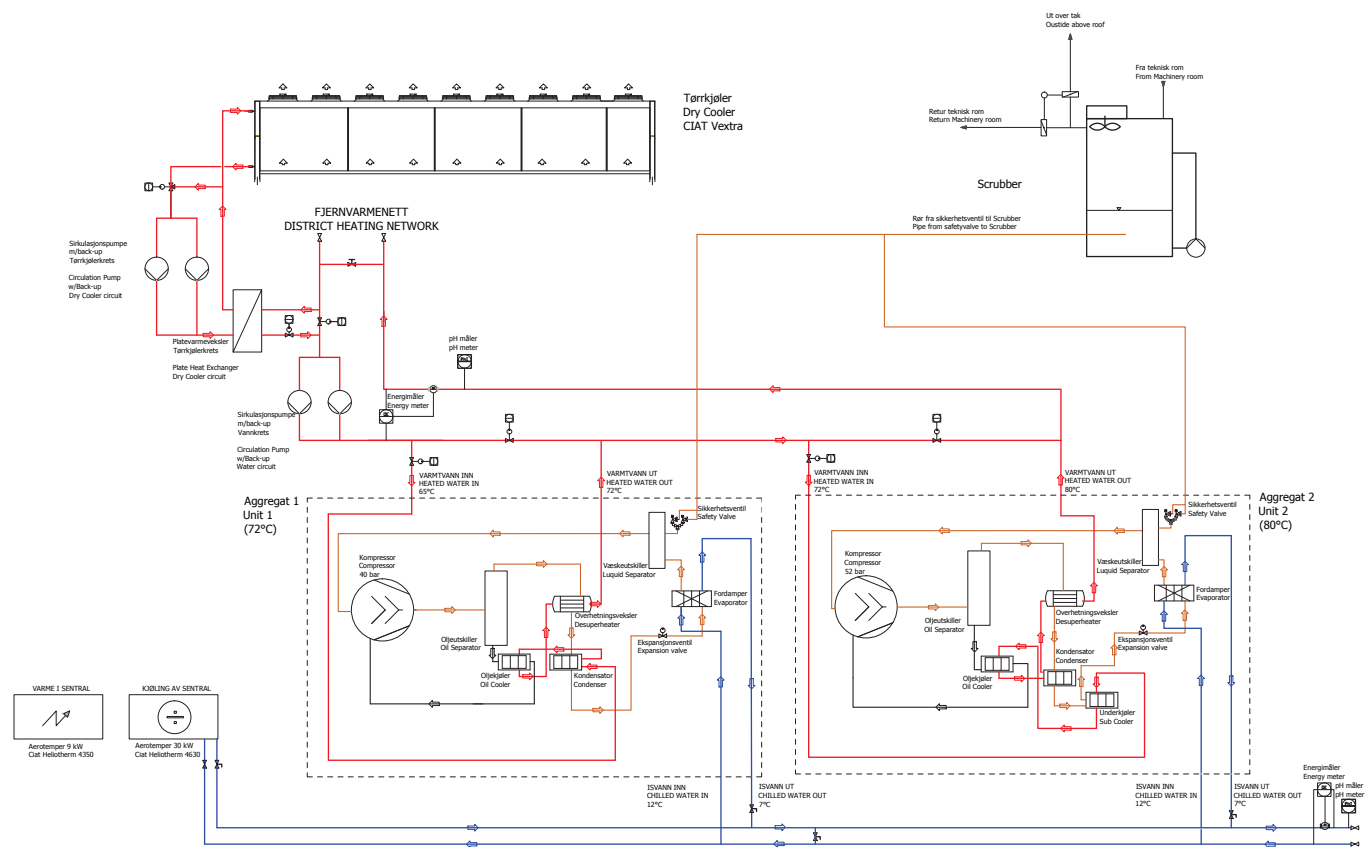 Ut over tak
Oustide above roof
Fra teknisk rom
From Machinery room
Tørrkjøler
Dry Cooler
CIAT Vextra
Retur teknisk rom
Return Machinery room
Scrubber
FJERNVARMENETT
DISTRICT HEATING NETWORK
Rør fra sikkerhetsventil til Scrubber
Pipe from safetyvalve to Scrubber
Sirkulasjonspumpe
m/back-up
Tørrkjølerkrets
Circulation Pump
w/Back-up
Dry Cooler circuit
Platevarmeveksler
Tørrkjølerkrets
Plate Heat Exchanger
Dry Cooler circuit
pH måler
pH meter
Energimåler
Energy meter
Sirkulasjonspumpe
m/back-up
Vannkrets
Circulation Pump
w/Back-up
Water circuit
VARMTVANN INN
HEATED WATER IN
65°C
VARMTVANN UT
HEATED WATER OUT
72°C
VARMTVANN INN
HEATED WATER IN
72°C
VARMTVANN UT
HEATED WATER OUT
80°C
Aggregat 1
Unit 1
(72°C)
Aggregat 2
Unit 2
(80°C)
Sikkerhetsventil
Safety Valve
Kompressor
Compressor
40 bar
Væskeutskiller
Luquid Separator
Fordamper
Evaporator
Overhetningsveksler
Desuperheater
Oljeutskiller
Oil Separator
Ekspansjonsventil
Expansion valve
Oljekjøler
Oil Cooler
Kondensator
Condenser
Sikkerhetsventil
Safety Valve
Kompressor
Compressor
52 bar
Væskeutskiller
Luquid Separator
Fordamper
Evaporator
Overhetningsveksler
Desuperheater
Oljeutskiller
Oil Separator
Ekspansjonsventil
Expansion valve
Oljekjøler
Oil Cooler
Kondensator
Condenser
Underkjøler
Sub Cooler
VARME I SENTRAL
Aerotemper 9 kW
Ciat Heliotherm 4350
KJØLING AV SENTRAL
Aerotemper 30 kW
Ciat Heliotherm 4630
ISVANN INN
CHILLED WATER IN
12°C
ISVANN UT
CHILLED WATER OUT
7°C
ISVANN INN
CHILLED WATER IN
12°C
ISVANN UT
CHILLED WATER OUT
7°C
Energimåler
Energy meter
pH måler
pH meter